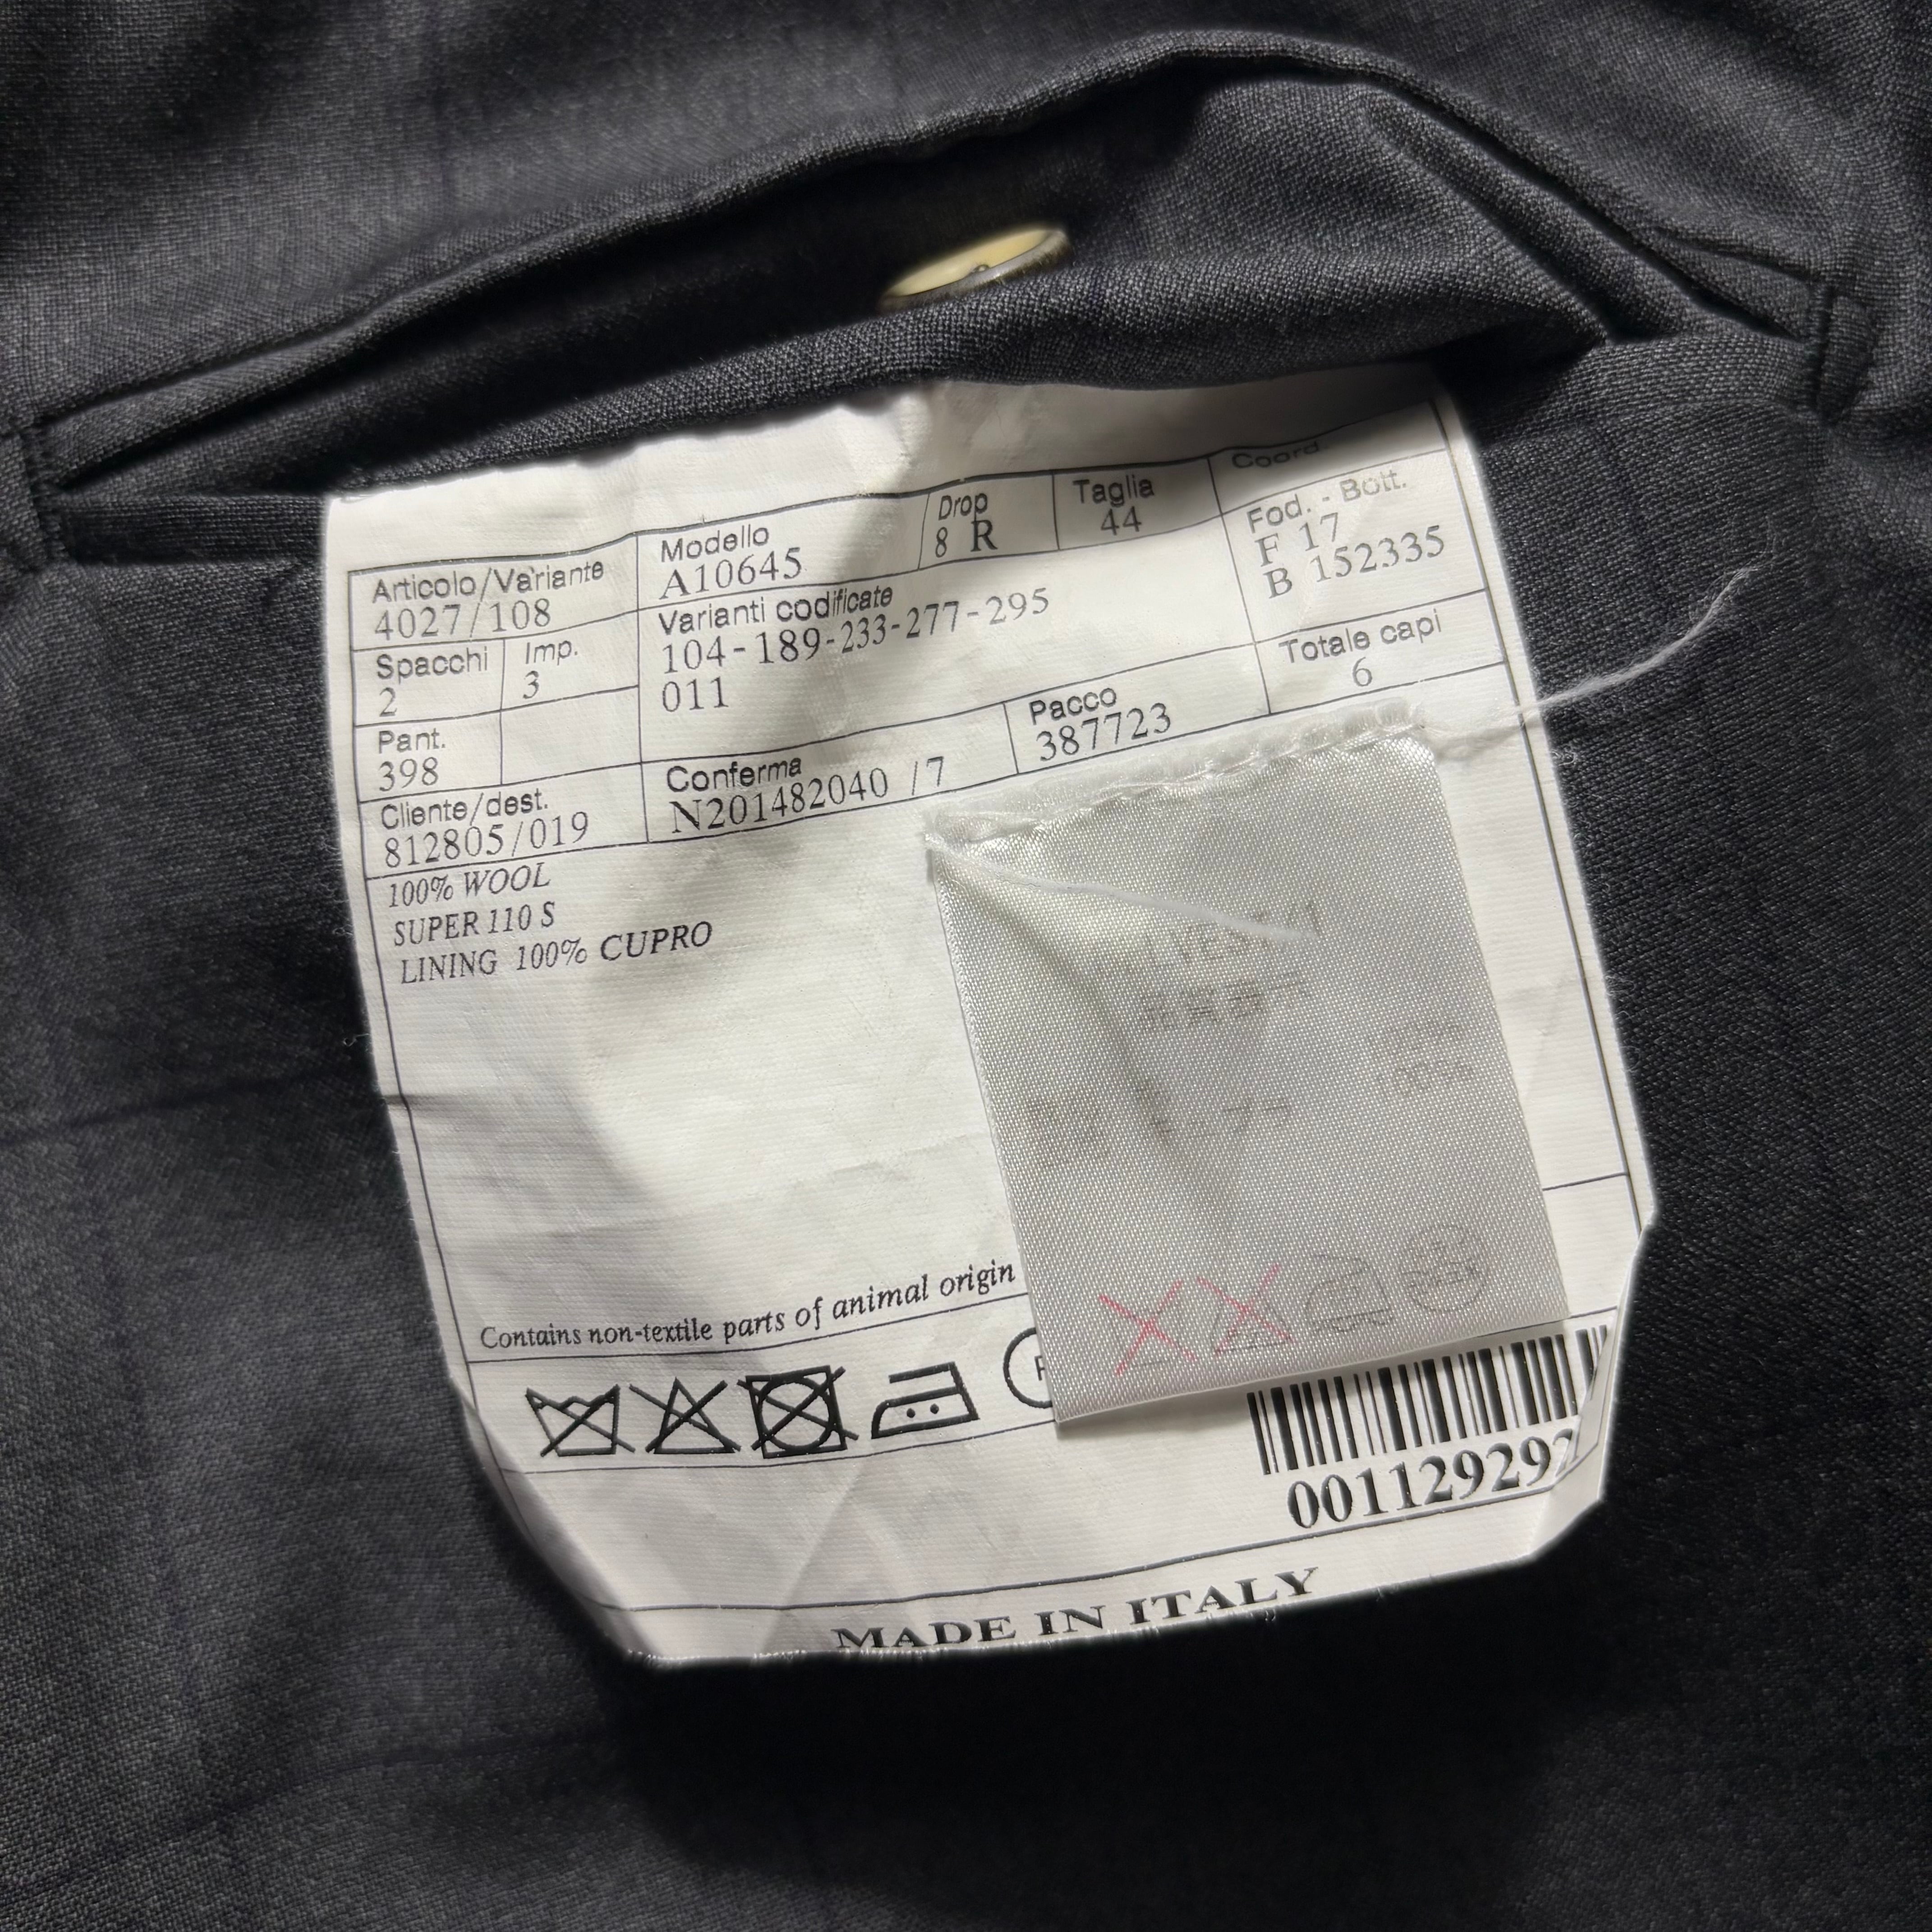 Articolo/Variante
4027/108
Modello
A10645
Drop
8 R
Taglia
44
Coord
Spacchi
2
Imp.
3
Varianti codificate
104-189-233-277-295
011
Fod. - Bott.
F 17
B 152335
Pant.
398
Totale capi
6
Cliente/dest.
812805/019
Conferma
N201482040 /7
Pacco
387723
100% WOOL
SUPER 110 S
LINING 100% CUPRO
Contains non-textile parts of animal origin
00112929
MADE IN ITALY